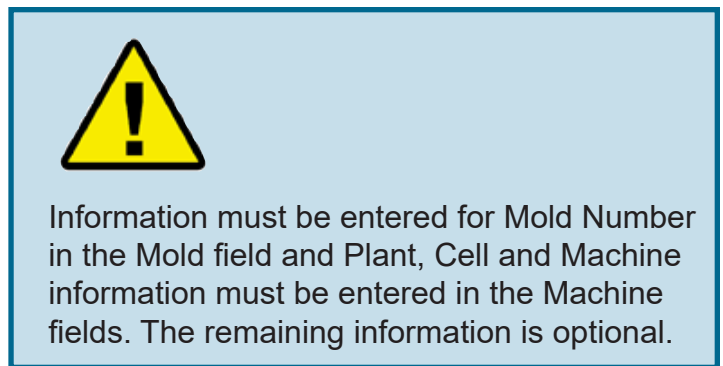 Information must be entered for Mold Number
in the Mold field and Plant, Cell and Machine
information must be entered in the Machine
fields. The remaining information is optional.